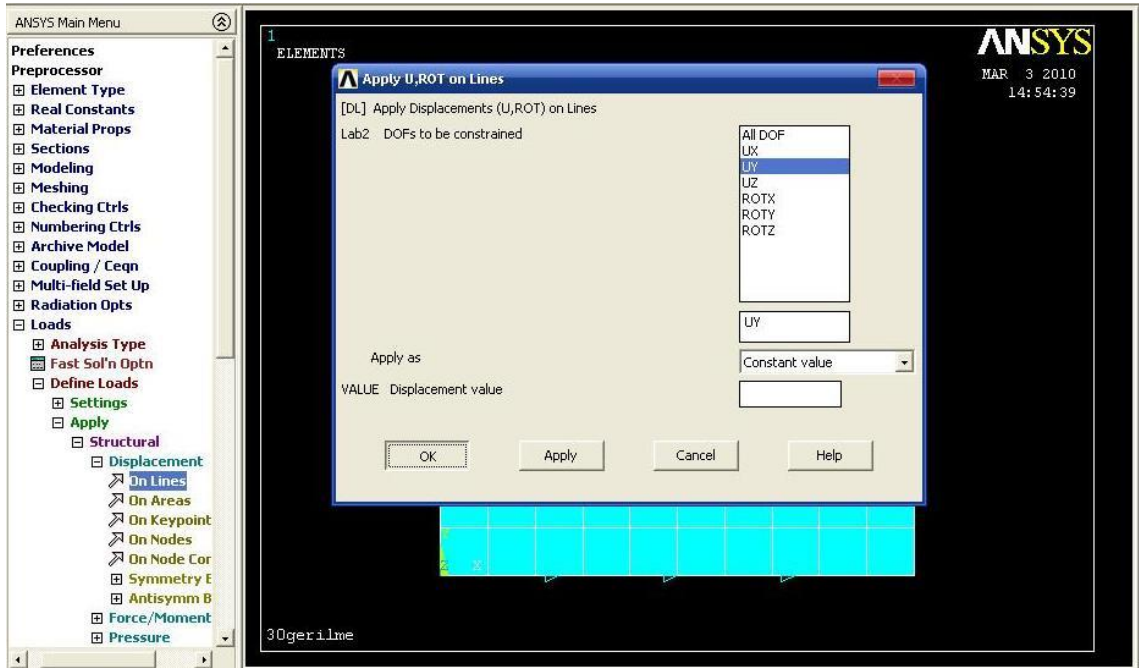 ANSYS Main Menu
Preferences
Preprocessor
Element Type
Real Constants
Material Props
Sections
Modeling
Meshing
Checking Ctrls
Numbering Ctrls
Archive Model
Coupling / Ceqn
Multi-field Set Up
Radiation Opts
Loads
Analysis Type
Fast Sol'n Optn
Define Loads
Settings
Apply
Structural
Displacement
On Lines
On Areas
On Keypoint
On Nodes
On Node Cor
Symmetry B
Antisymm B
Force/Moment
Pressure
1
ELEMENTS
ANSYS
MAR 3 2010
14:54:39
Apply U,ROT on Lines
[DL] Apply Displacements (U,ROT) on Lines
Lab2 DOFs to be constrained
All DOF
UX
UY
UZ
ROTX
ROTY
ROTZ
UY
Apply as
Constant value
VALUE Displacement value
OK
Apply
Cancel
Help
Z X
3Ogerilme